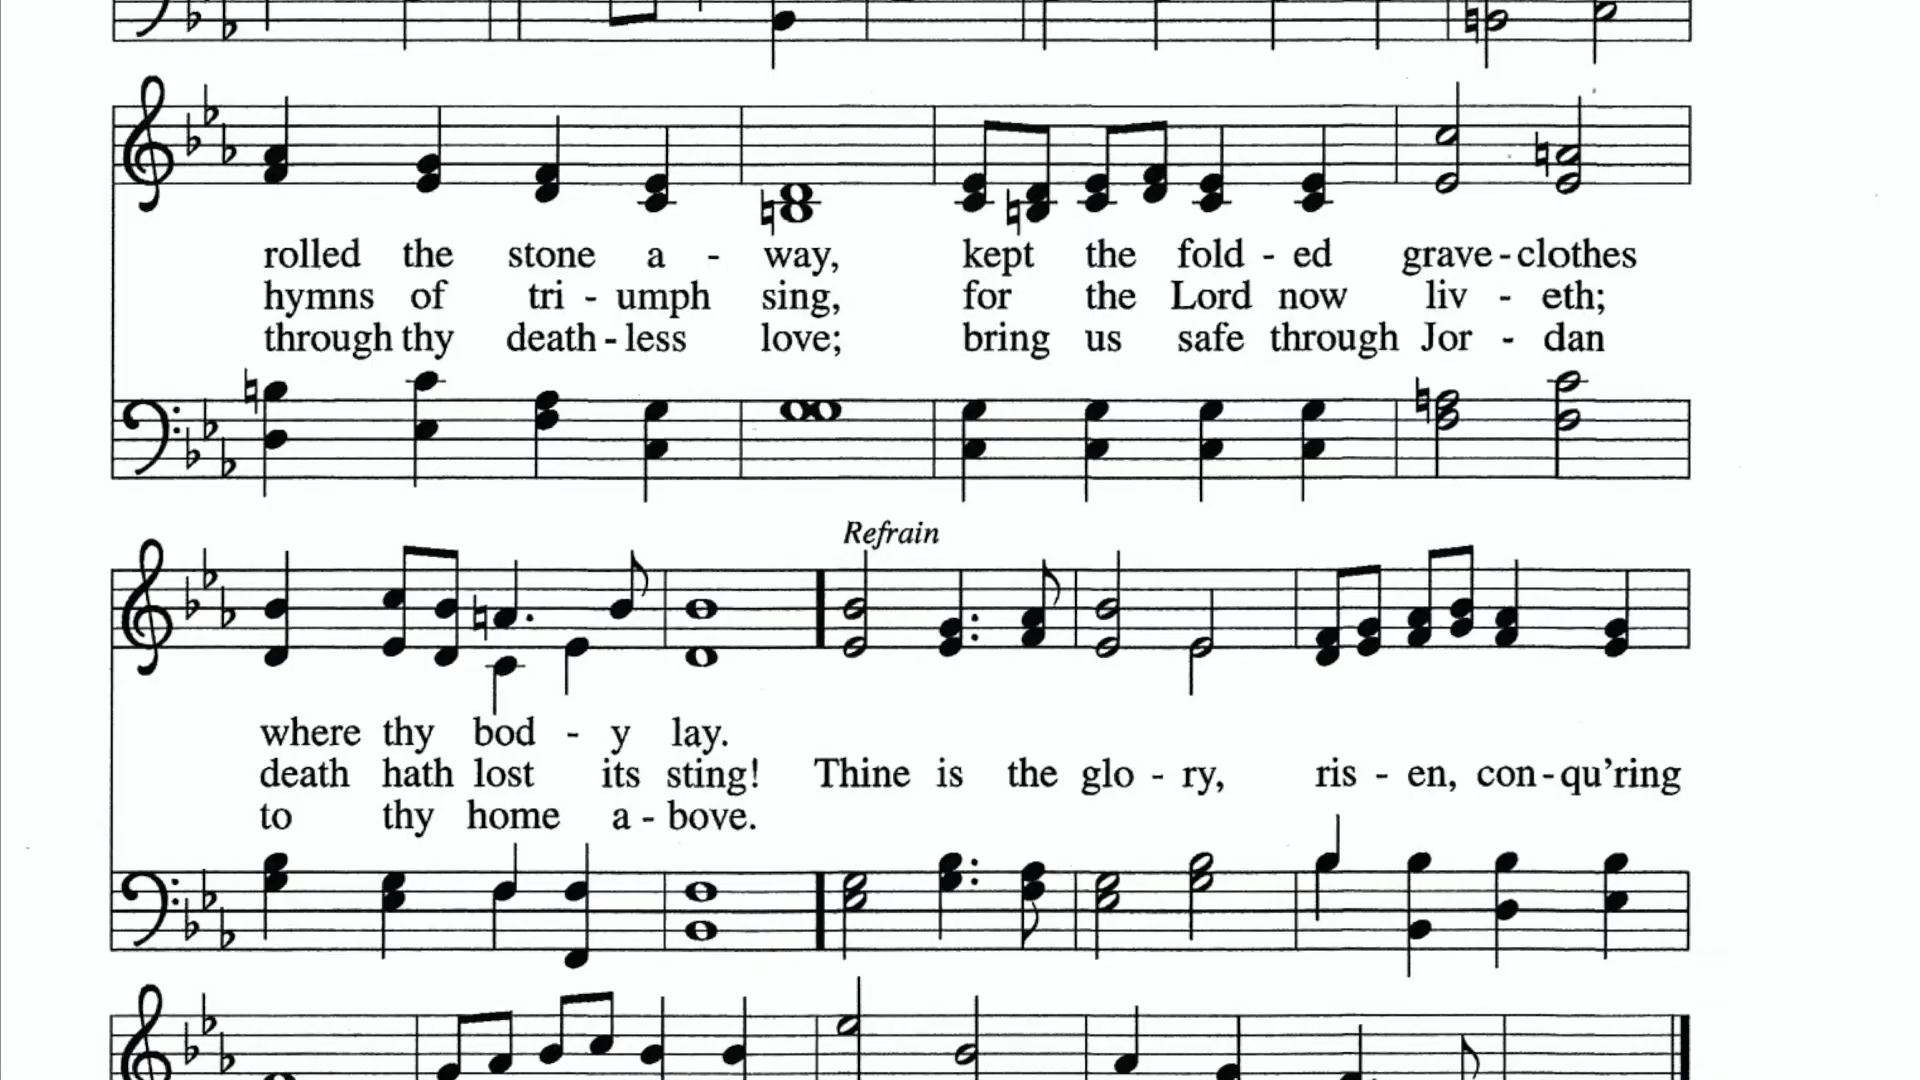 rolled the stone a - way, kept the fold - ed grave - clothes
hymns of tri - umph sing, for the Lord now liv - eth;
through thy death - less love; bring us safe through Jor - dan
Refrain
where thy bod - y lay.
death hath lost its sting! Thine is the glo - ry, ris - en, con - qu'ring
to thy home a - bove.